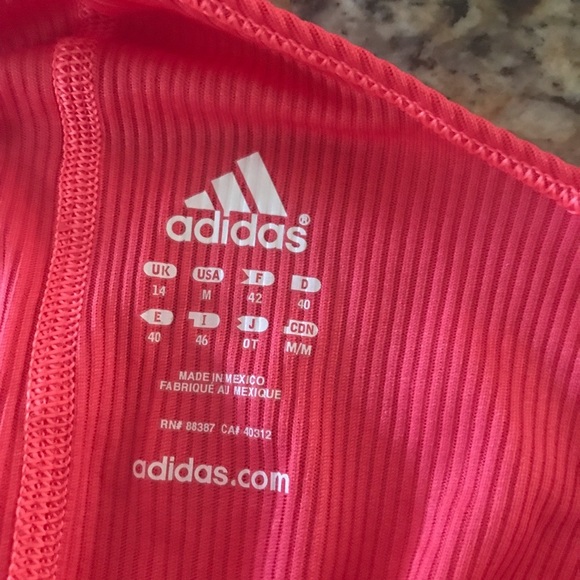 adidas®
UK USA F D
14 M 42 40
E I J CDN
40 46 OT M/M
MADE IN MEXICO
FABRIQUÉ AU MEXIQUE
RN# 88387 CA# 40312
adidas.com